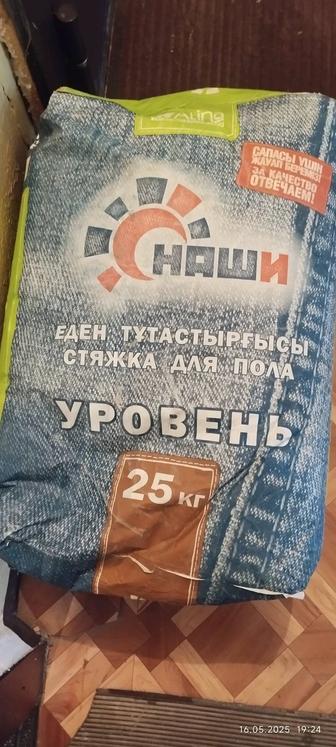 САПАСЫ ҮШІН
ЖАУАП БЕРЕМІЗ!
ЗА КАЧЕСТВО
ОТВЕЧАЕМ!
НАШИ
ЕДЕН ТУТАСТЫРҒЫСЫ
СТЯЖКА ДЛЯ ПОЛА
УРОВЕНЬ
25 КГ
16.05.2025 19:24